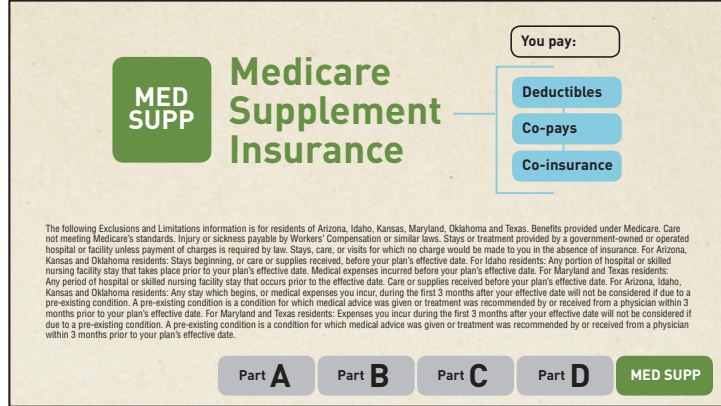 You pay:
MED
SUPP
Medicare
Supplement
Insurance
Deductibles
Co-pays
Co-insurance
The following Exclusions and Limitations information is for residents of Arizona, Idaho, Kansas, Maryland, Oklahoma and Texas. Benefits provided under Medicare. Care
not meeting Medicare's standards. Injury or sickness payable by Workers' Compensation or similar laws. Stays or treatment provided by a government-owned or operated
hospital or facility unless payment of charges is required by law. Stays, care, or visits for which no charge would be made to you in the absence of insurance. For Arizona,
Kansas and Oklahoma residents: Stays beginning, or care or supplies received, before your plan's effective date. For Idaho residents: Any portion of hospital or skilled
nursing facility stay that takes place prior to your plan's effective date. Medical expenses incurred before your plan's effective date. For Maryland and Texas residents:
Any period of hospital or skilled nursing facility stay that occurs prior to the effective date. Care or supplies received before your plan's effective date. For Arizona, Idaho,
Kansas and Oklahoma residents: Any stay which begins, or medical expenses you incur, during the first 3 months after your effective date will not be considered if due to a
pre-existing condition. A pre-existing condition is a condition for which medical advice was given or treatment was recommended by or received from a physician within 3
months prior to your plan's effective date. For Maryland and Texas residents: Expenses you incur during the first 3 months after your effective date will not be considered if
due to a pre-existing condition. A pre-existing condition is a condition for which medical advice was given or treatment was recommended by or received from a physician
within 3 months prior to your plan's effective date.
Part A Part B Part C Part D MED SUPP